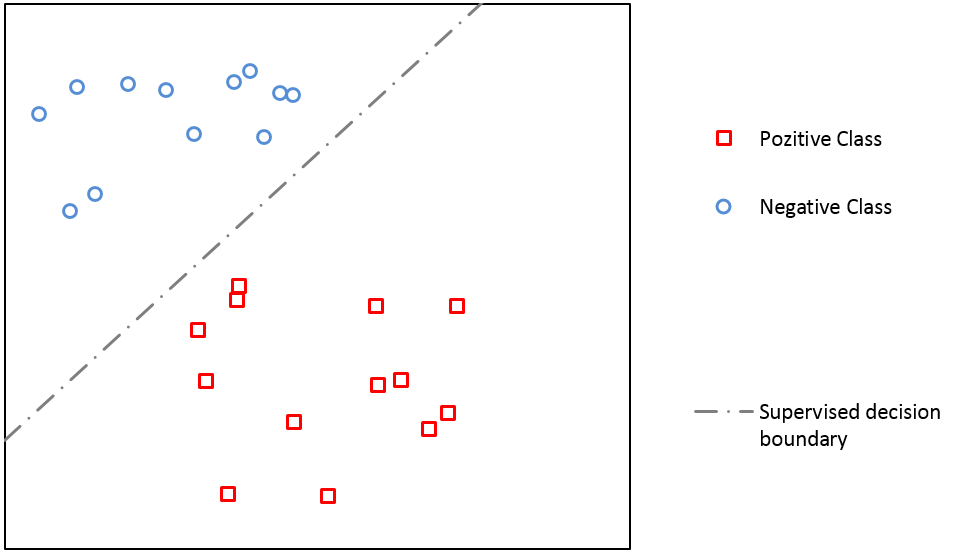 Pozitive Class
Negative Class
Supervised decision
boundary